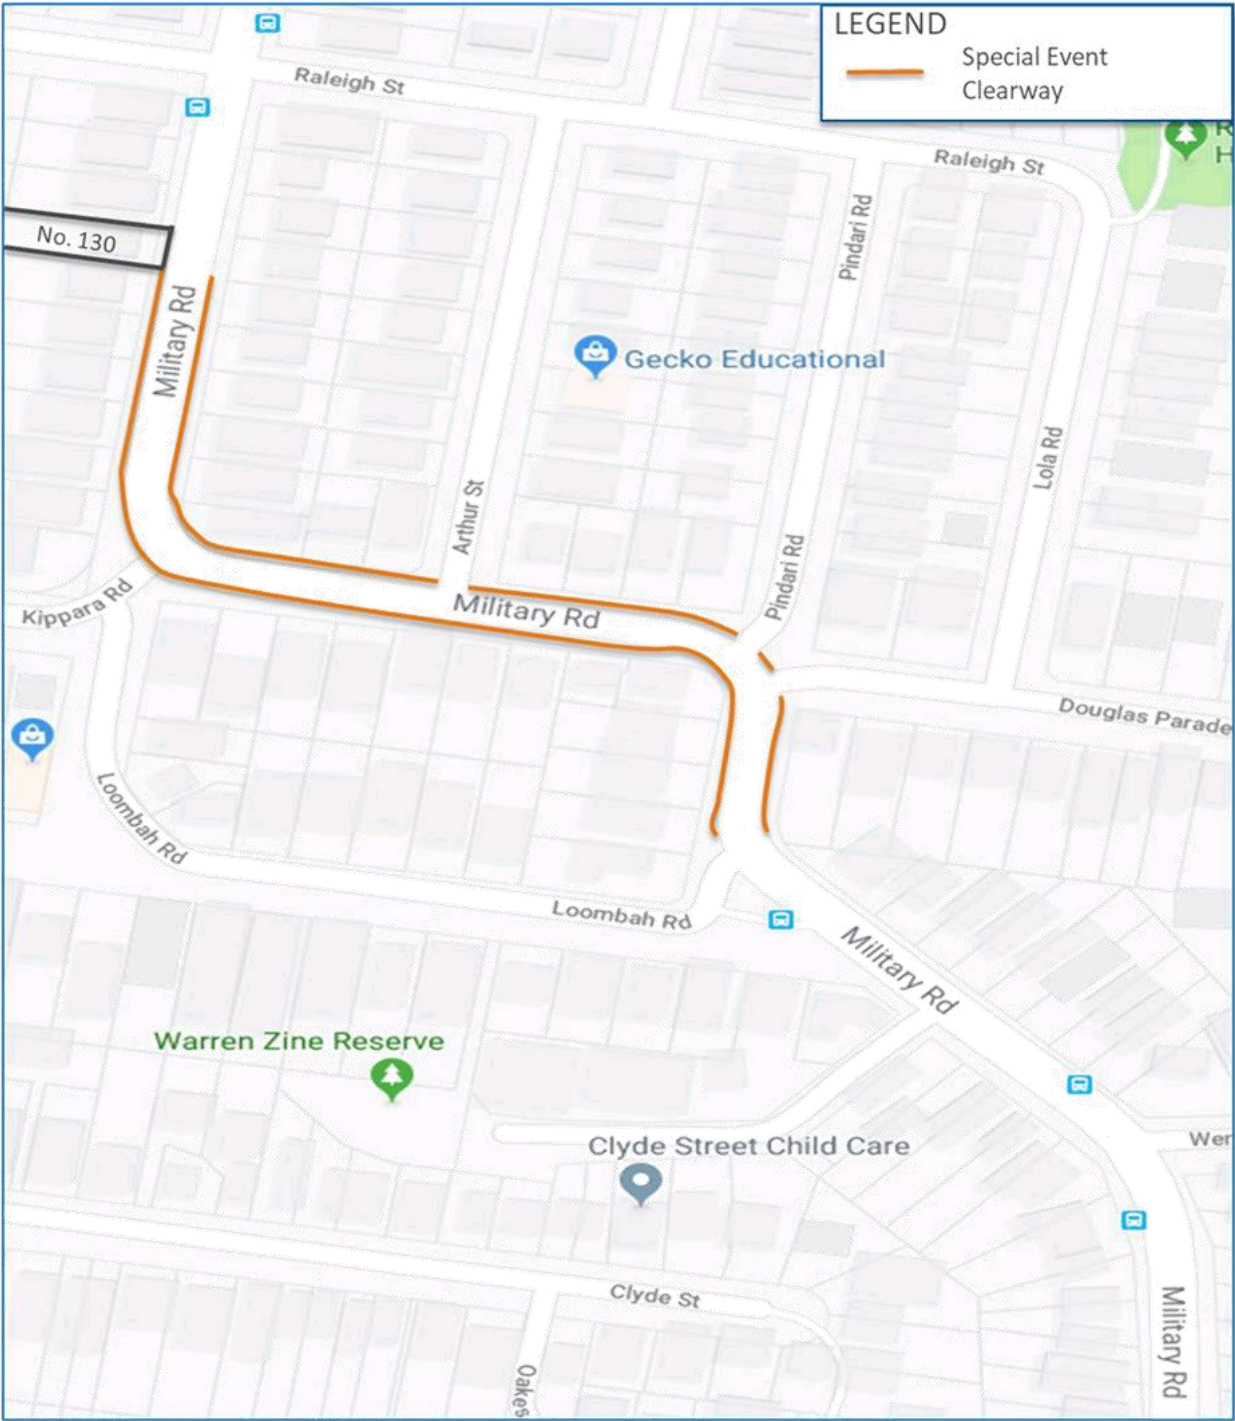 LEGEND
Special Event
Clearway
Raleigh St
Raleigh St
R
H
No. 130
Pindari Rd
Military Rd
Gecko Educational
Lola Rd
Arthur St
Pindari Rd
Kippara Rd
Military Rd
Douglas Parade
Loombah Rd
Loombah Rd
Military Rd
Warren Zine Reserve
Wer
Clyde Street Child Care
Clyde St
Military Rd
Oakes